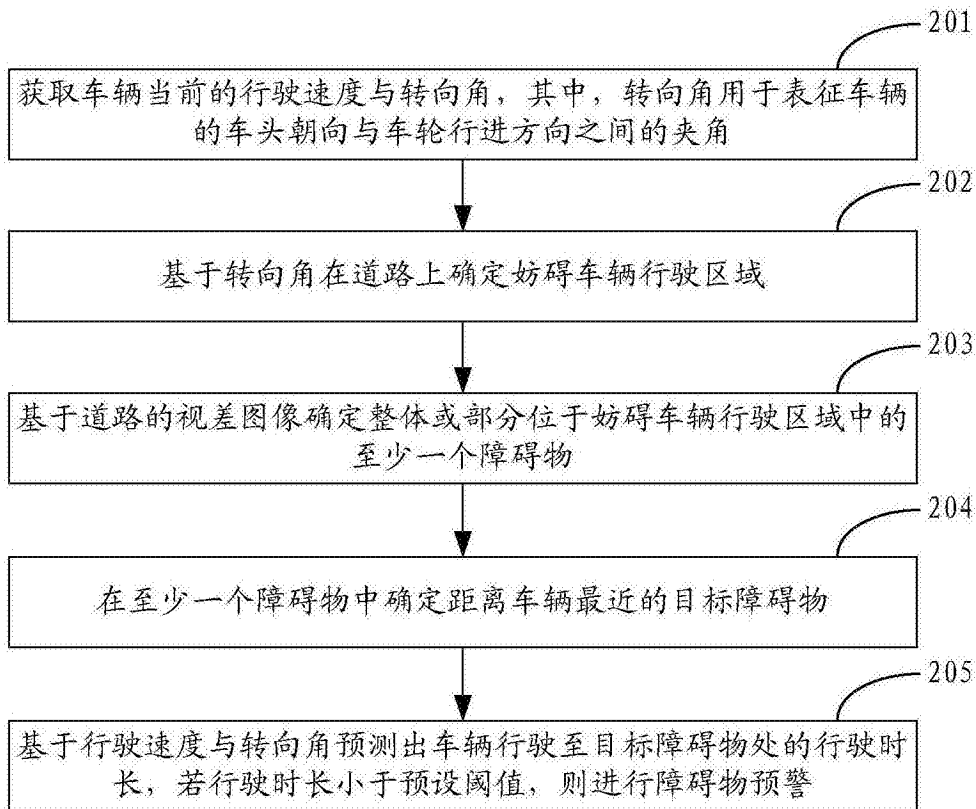 201
获取车辆当前的行驶速度与转向角，其中，转向角用于表征车辆
的车头朝向与车轮行进方向之间的夹角
202
基于转向角在道路上确定妨碍车辆行驶区域
203
基于道路的视差图像确定整体或部分位于妨碍车辆行驶区域中的
至少一个障碍物
204
在至少一个障碍物中确定距离车辆最近的目标障碍物
205
基于行驶速度与转向角预测出车辆行驶至目标障碍物处的行驶时
长，若行驶时长小于预设阈值，则进行障碍物预警